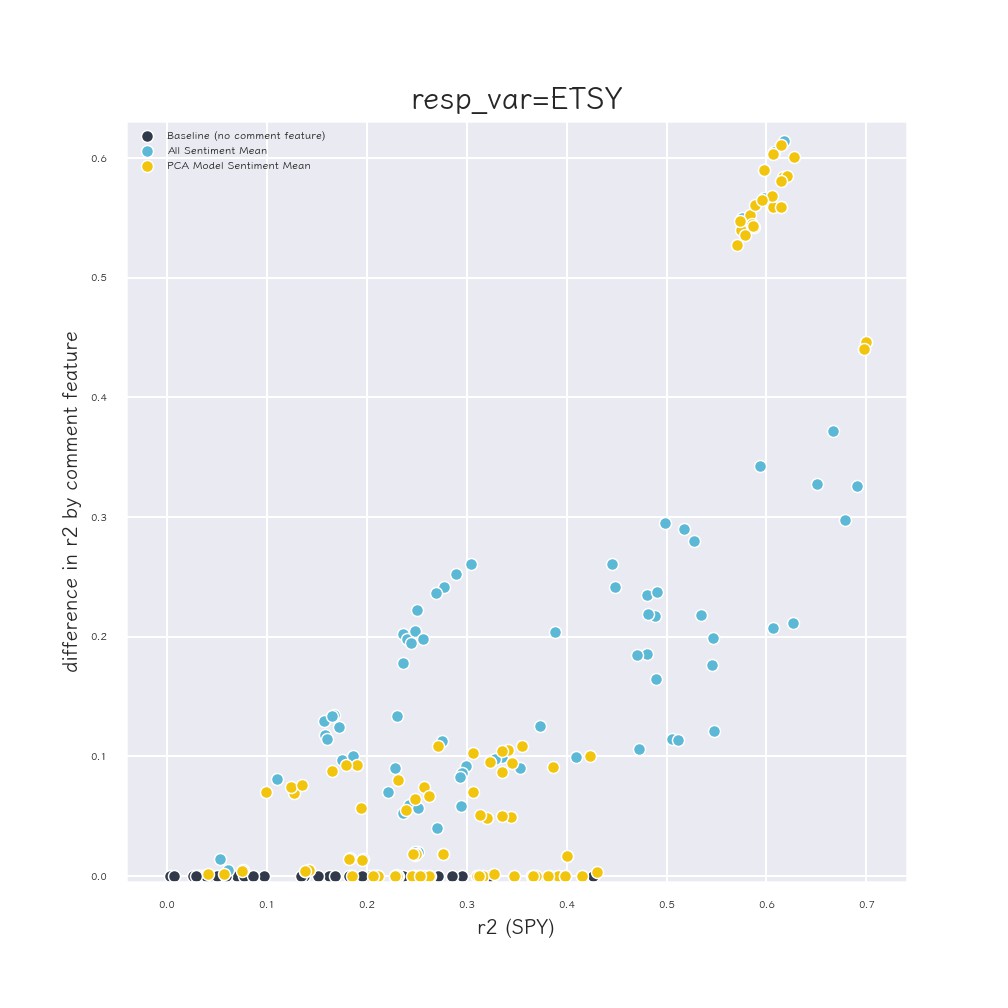 resp_var=ETSY
Baseline (no comment feature)
All Sentiment Mean
PCA Model Sentiment Mean
difference in r2 by comment feature
0.6
0.5
0.4
0.3
0.2
0.1
0.0
0.0 0.1 0.2 0.3 0.4 0.5 0.6 0.7
r2 (SPY)